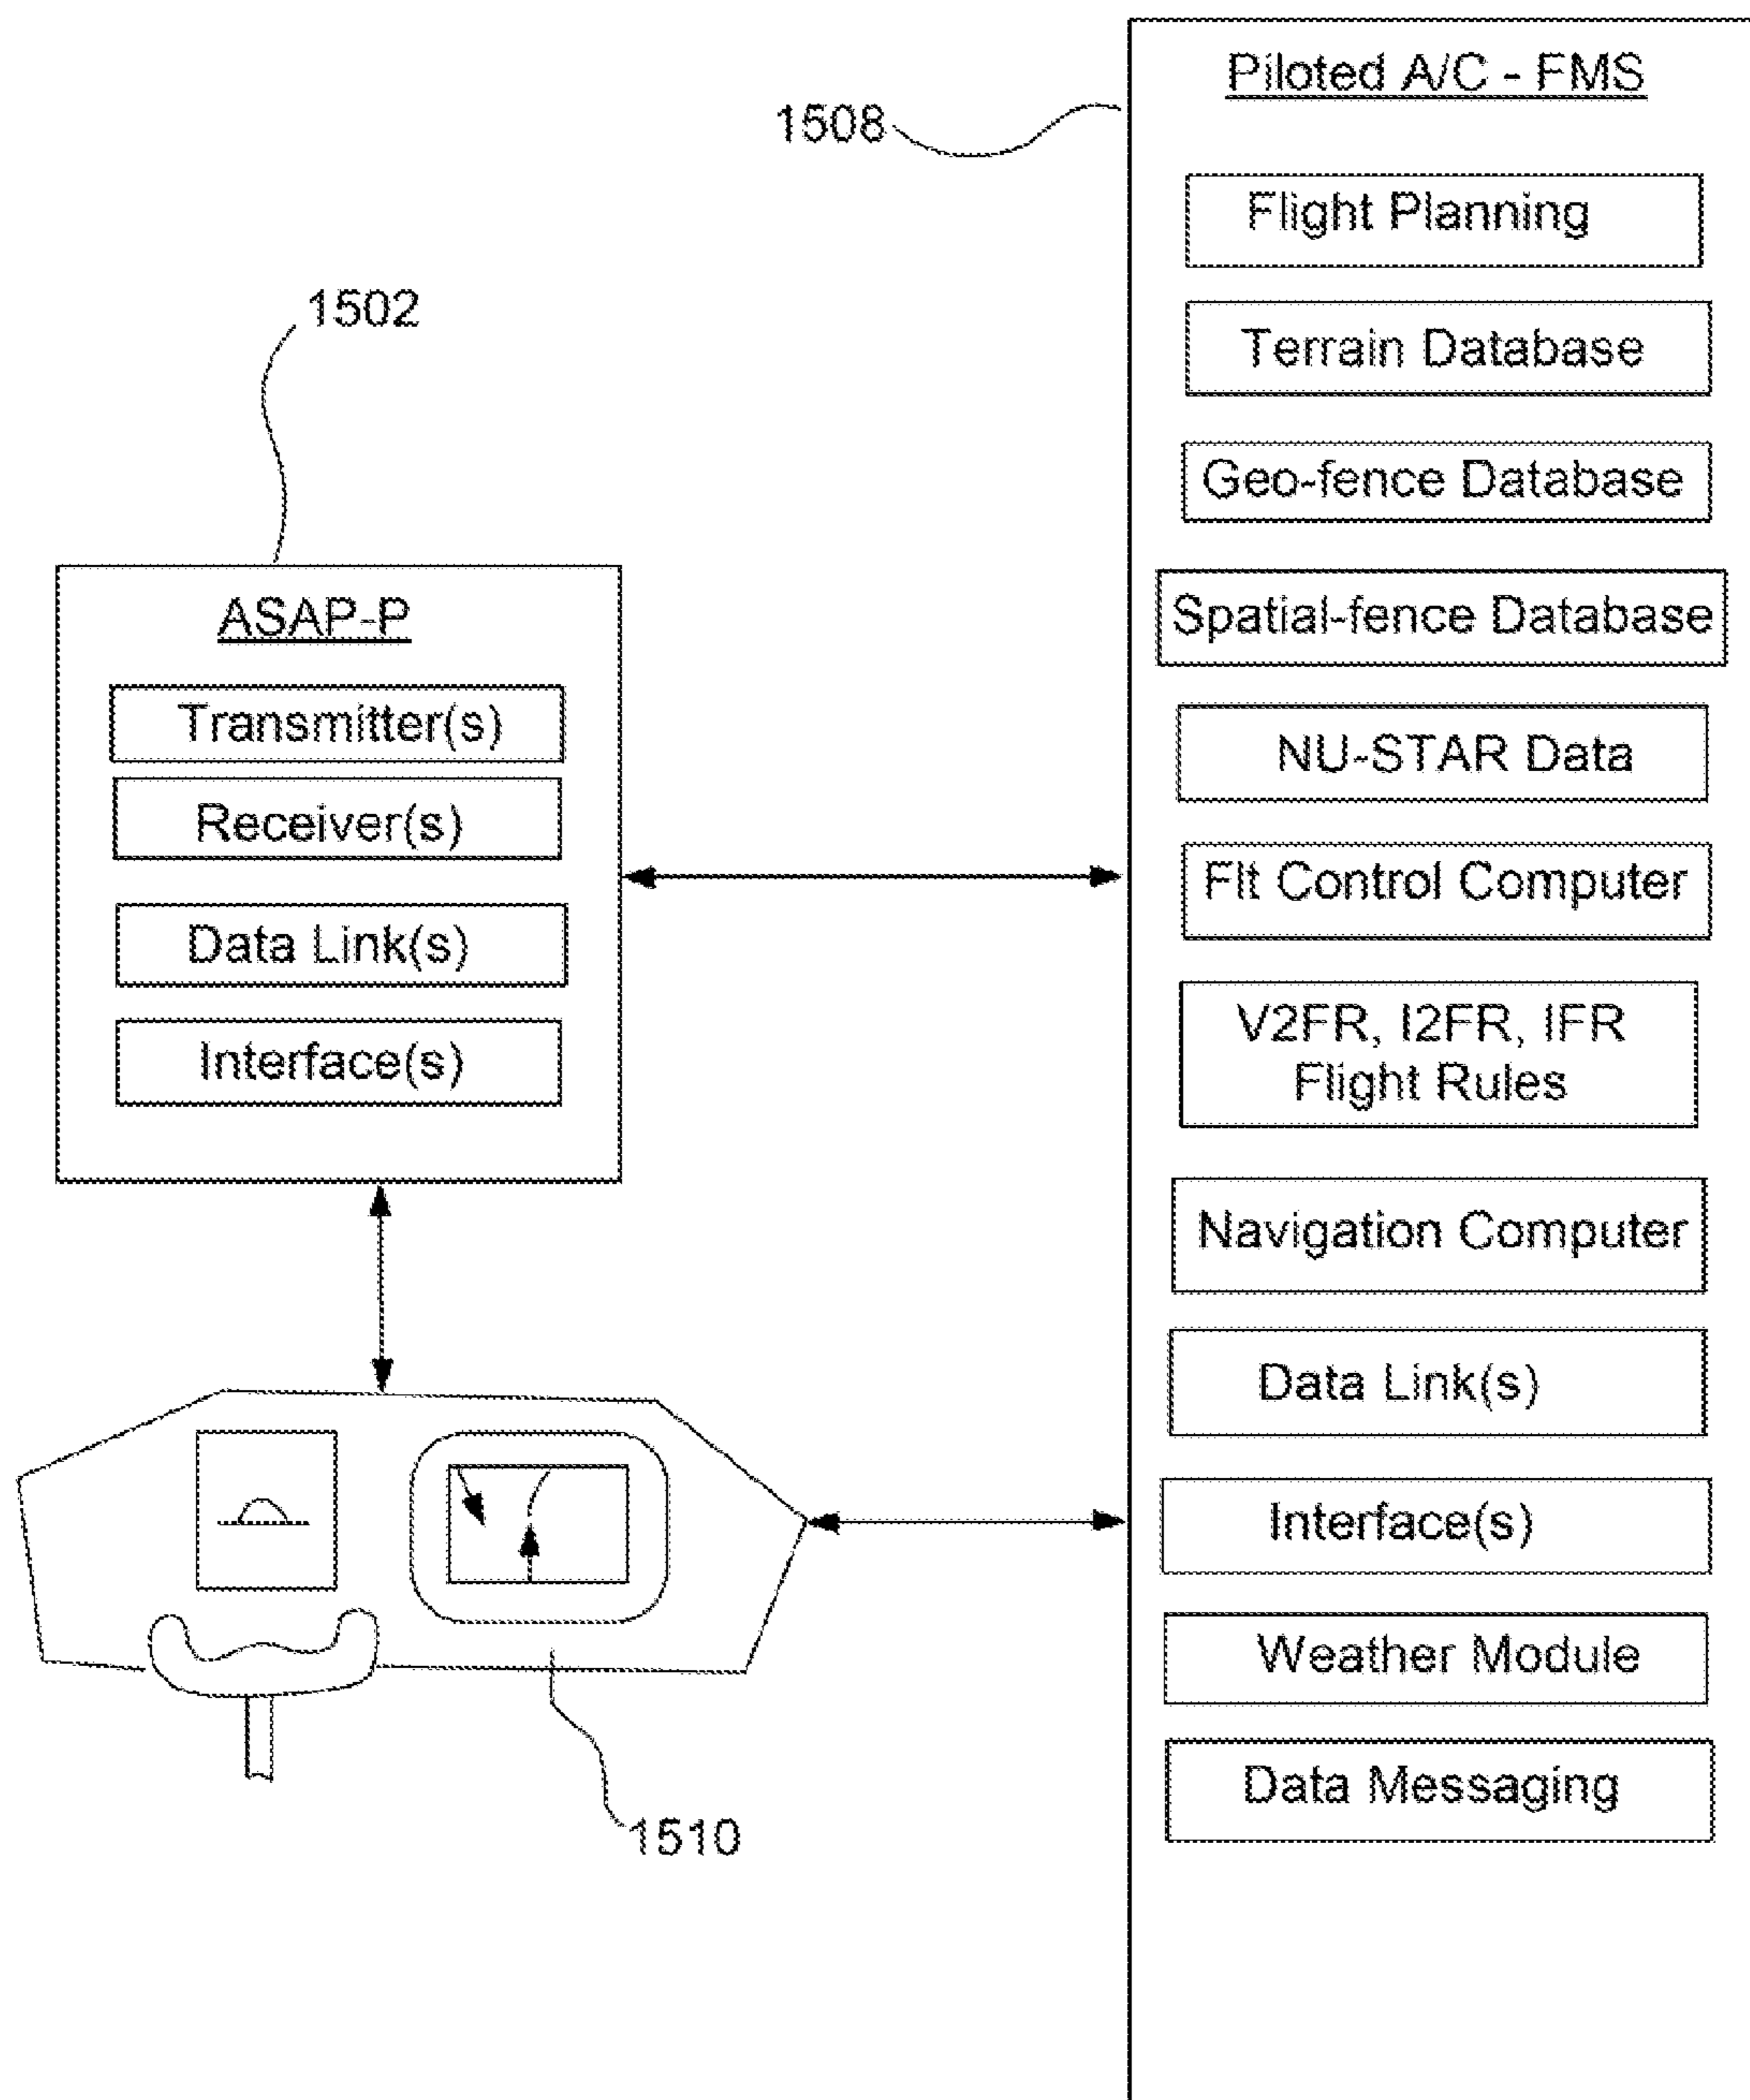 Piloted A/C - FMS
1508
Flight Planning
1502
Terrain Database
Geo-fence Database
ASAP-P
Spatial-fence Database
Transmitter(s)
NU-STAR Data
Receiver(s)
Flt Control Computer
Data Link(s)
V2FR, I2FR, IFR
Interface(s)
Flight Rules
Navigation Computer
Data Link(s)
Interface(s)
Weather Module
Data Messaging
1510